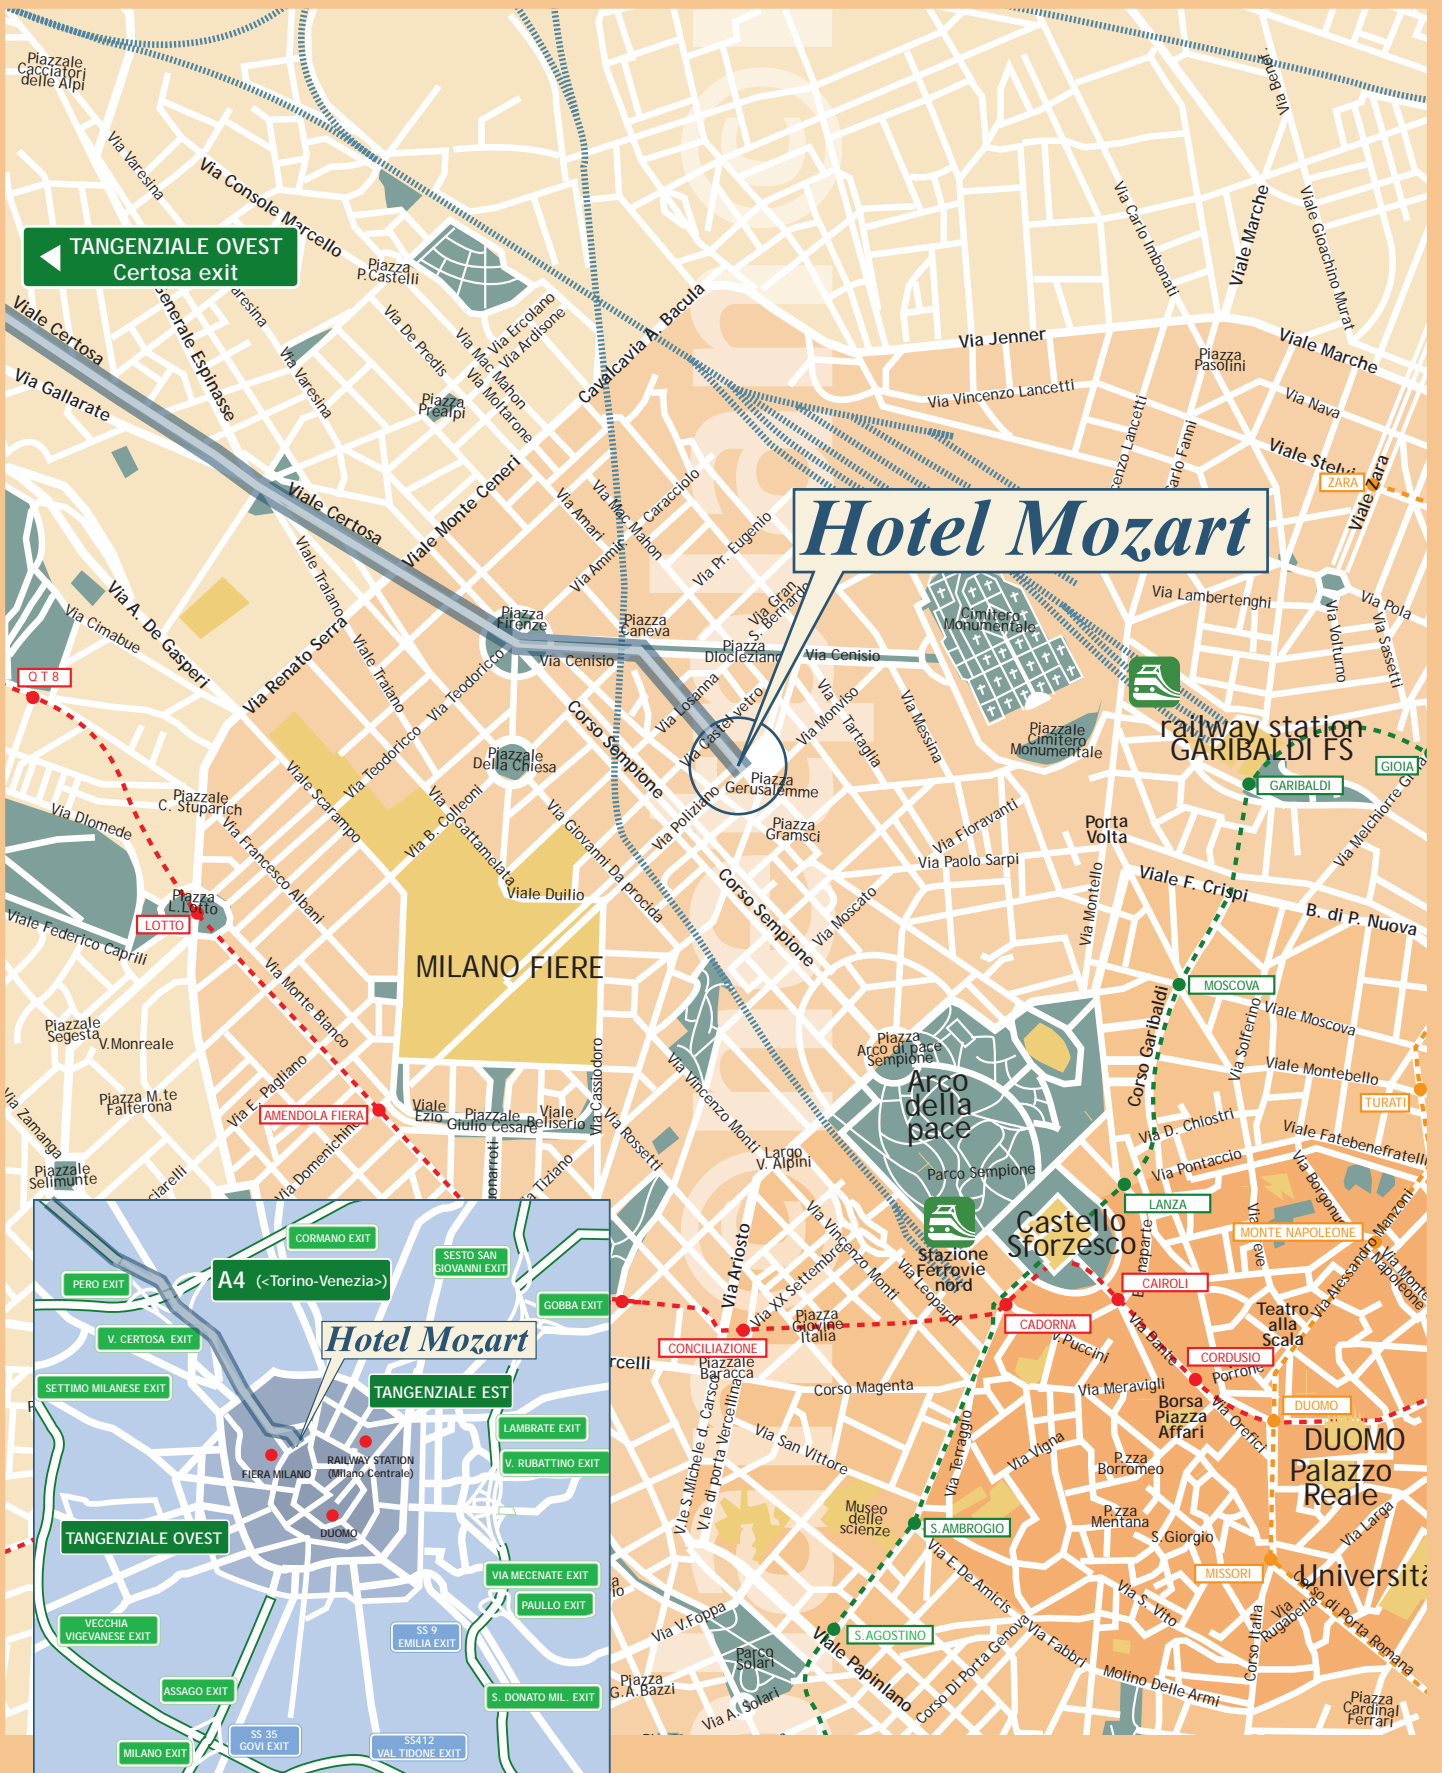 Piazzale
Cacciatori
delle Alpi
Via Varesina
Via Console Marcello
TANGENZIALE OVEST
Certosa exit
Piazza
P.Castelli
Via Carlo Imbonati
Viale Marche
Viale Gioachino Murat
Viale Certosa
Via Gallarate
Generale Espinasse
Via Varesina
Via De Predis
Via Mac Mahon
Via Ercolano
Via Ardisone
Via Moltarone
Piazza
Prealpi
Cavalcavia A. Bacula
Via Jenner
Piazza
Pasolini
Viale Marche
Via Vincenzo Lancetti
Via Nava
Viale Zara
ZARA
Viale Certosa
Viale Monte Ceneri
Via Amari
Via Mac Mahon
Caracciolo
Via Pr. Eugenio
Hotel Mozart
Via A. De Gasperi
Via Cimabue
Viale Traiano
Via Renato Serra
Viale Traiano
Piazza
Firenze
Piazza
Caneva
Via Gran
S. Bernardo
Piazza
Diocleziano
Via Cenisio
Via Cenisio
Cimitero
Monumentale
Via Lambertenghi
Via Pola
Via Volturno
Via Sassetti
Q T 8
Via Teodorico
Via Teodoricco
Corso Sempione
Via Losanna
Via Castel vetro
Via Monviso
Via Tartaglia
Via Messina
Piazzale
Cimitero
Monumentale
railway station
GARIBALDI FS
GIOIA
GARIBALDI
Piazzale
Della Chiesa
Piazza
Gerusalemme
Via Poliziano
Piazza
Gramsci
Via Diomede
Piazzale
C. Stuparich
Viale Scarampo
Via B. Colleoni
Via Gattamelata
Via Giovanni Da procida
Viale Duilio
Via Francesco Albani
Via Fioravanti
Via Paolo Sarpi
Porta
Volta
Viale F. Crispi
B. di P. Nuova
Via Montello
Piazza
L.Lotto
LOTTO
Viale Federico Caprili
MILANO FIERE
Corso Sempione
Via Moscato
Via Monte Bianco
MOSCOVA
Viale Moscova
Corso Garibaldi
Via Solferino
Piazzale
Segesta
V.Monreale
Piazza M.te
Falterona
Via Zamanga
Via E. Pagliano
AMENDOLA FIERA
Via Domenichino
Piazza
Arco di pace
Sempione
Arco
della
pace
Parco Sempione
Viale Montebello
TURATI
Viale
Ezio
Piazzale
Giulio Cesare
Viale
Beliserio
Via Cassiodoro
Via Rossetti
Via Vincenzo Monti
Largo
V. Alpini
Via D. Chiostri
Via Pontaccio
Viale Fatebenefratelli
Piazzale
Selimunte
LANZA
MONTE NAPOLEONE
Via Alessandro Manzoni
Via Monte
Napoleone
Castello
Sforzesco
Stazione
Ferrovie
nord
Via Ariosto
Via XX Settembre
Via Vincenzo Monti
Via Leopardi
CAIROLI
CADORNA
Piazza
Giovine
Italia
CONCILIAZIONE
Piazzale
Baracca
Corso Magenta
V.Puccini
Via Dante
CORDUSIO
Porrone
Teatro
alla
Scala
Via Meravigli
Borsa
Piazza
Affari
Via Orefici
DUOMO
DUOMO
Palazzo
Reale
V.le S.Michele d. Carso
V.le di porta Vercellina
Via San Vittore
Via Terraggio
Via Vigna
P.zza
Borromeo
P.zza
Mentana
S.Giorgio
Museo
delle
scienze
S.AMBROGIO
MISSORI
Università
Via Larga
Via E.De Amicis
Via S. Vito
Via
Rugabella
Corso di Porta Romana
Corso Italia
Via V.Foppa
Parco
Solari
S.AGOSTINO
Viale Papiniano
Corso Di Porta Genova
Via Fabbri
Molino Delle Armi
Piazza
G.A.Bazzi
Via A. Solari
Piazza
Cardinal
Ferrari
CORMANO EXIT
SESTO SAN
GIOVANNI EXIT
PERO EXIT
A4 (<Torino-Venezia>)
GOBBA EXIT
V. CERTOSA EXIT
Hotel Mozart
SETTIMO MILANESE EXIT
TANGENZIALE EST
LAMBRATE EXIT
V. RUBATTINO EXIT
FIERA MILANO
RAILWAY STATION
(Milano Centrale)
DUOMO
TANGENZIALE OVEST
VIA MECENATE EXIT
PAULLO EXIT
VECCHIA
VIGEVANESE EXIT
SS 9
EMILIA EXIT
ASSAGO EXIT
S. DONATO MIL. EXIT
SS 35
GOVI EXIT
MILANO EXIT
SS412
VAL TIDONE EXIT